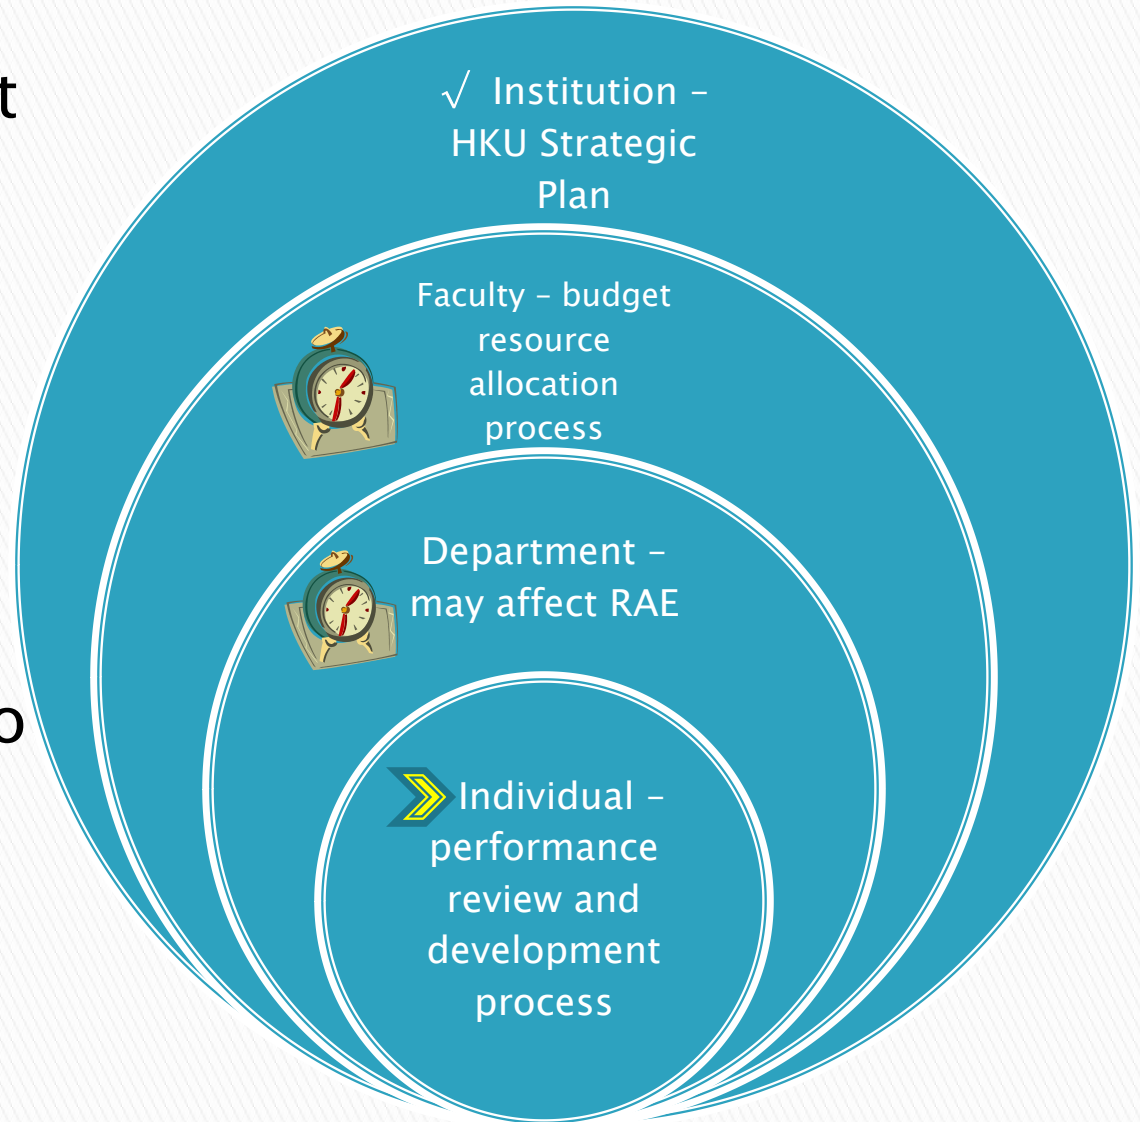 t
√ Institution –
HKU Strategic
Plan
Faculty – budget
resource
allocation
process
Department –
may affect RAE
o
Individual –
performance
review and
development
process